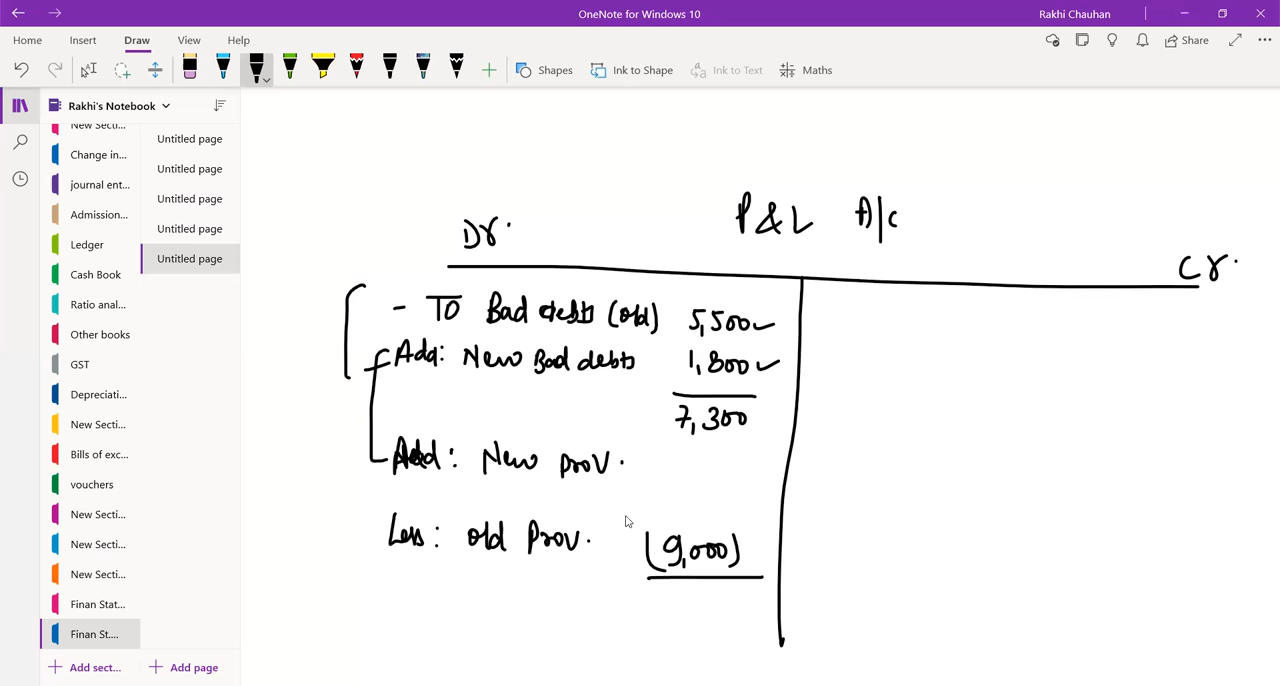 OneNote for Windows 10
Rakhi Chauhan
Home Insert Draw View Help
Share
Shapes
Ink to Shape
Ink to Text
Maths
Rakhi's Notebook
New Secti...
Change in...
journal ent...
Admission...
Ledger
Cash Book
Ratio anal...
Other books
GST
Depreciati...
New Secti...
Bills of exc...
vouchers
New Secti...
New Secti...
New Secti...
Finan Stat...
Finan St....
Add sect...
Untitled page
Untitled page
Untitled page
Untitled page
Untitled page
Add page
P & L A/c
Dr.
Cr.
- TO Bad debts (old) 5,500
Add: New Bad debts 1,800
7,300
Add: New prov.
Less: old Prov. (9,000)